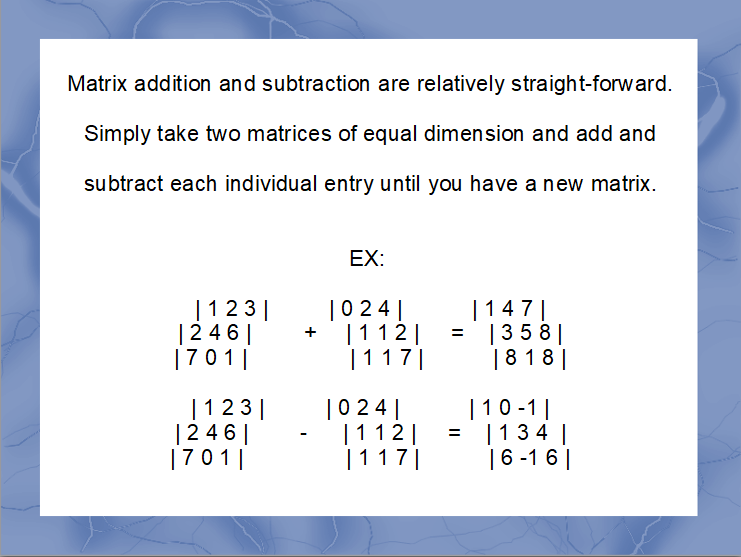 Matrix addition and subtraction are relatively straight-forward.
Simply take two matrices of equal dimension and add and
subtract each individual entry until you have a new matrix.
EX:
|1 2 3| |0 2 4| |1 4 7|
|2 4 6| + |1 1 2| = |3 5 8|
|7 0 1| |1 1 7| |8 1 8|
|1 2 3| |0 2 4| |1 0 -1|
|2 4 6| - |1 1 2| = |1 3 4 |
|7 0 1| |1 1 7| |6 -1 6|